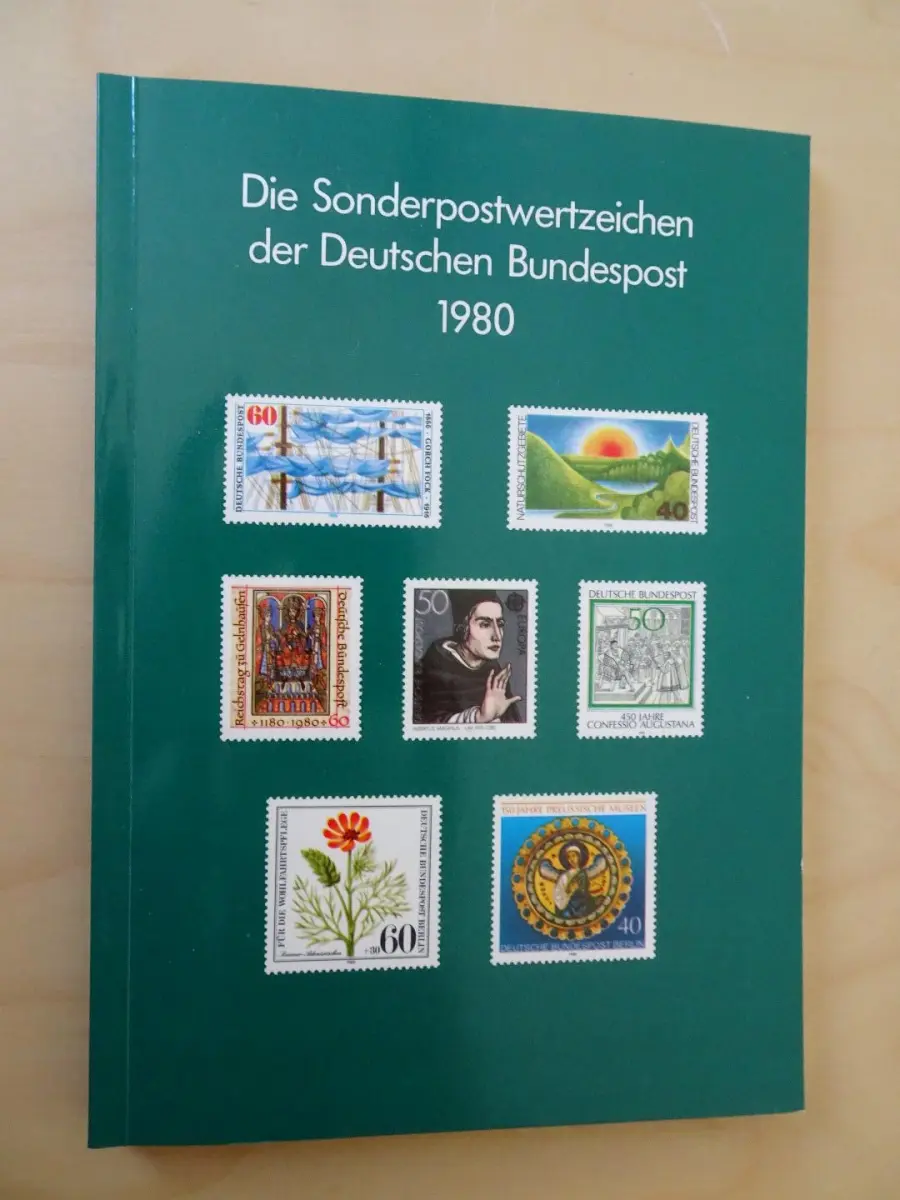 Die Sonderpostwertzeichen
der Deutschen Bundespost
1980
60
DEUTSCHE BUNDESPOST
GORCH FOCK
NATURSCHUTZGEBIETE
DEUTSCHE BUNDESPOST
40
Reichstag zu Gelnhausen
Deutsche Bundespost
1180 · 1980
60
50
EUROPA
DEUTSCHE BUNDESPOST
50
450 JAHRE
CONFESSIO AUGUSTANA
FÜR DIE WOHLFAHRTSPFLEGE
DEUTSCHE BUNDESPOST BERLIN
+30 60
150 JAHRE PREUSSISCHE MUSEEN
40
DEUTSCHE BUNDESPOST BERLIN